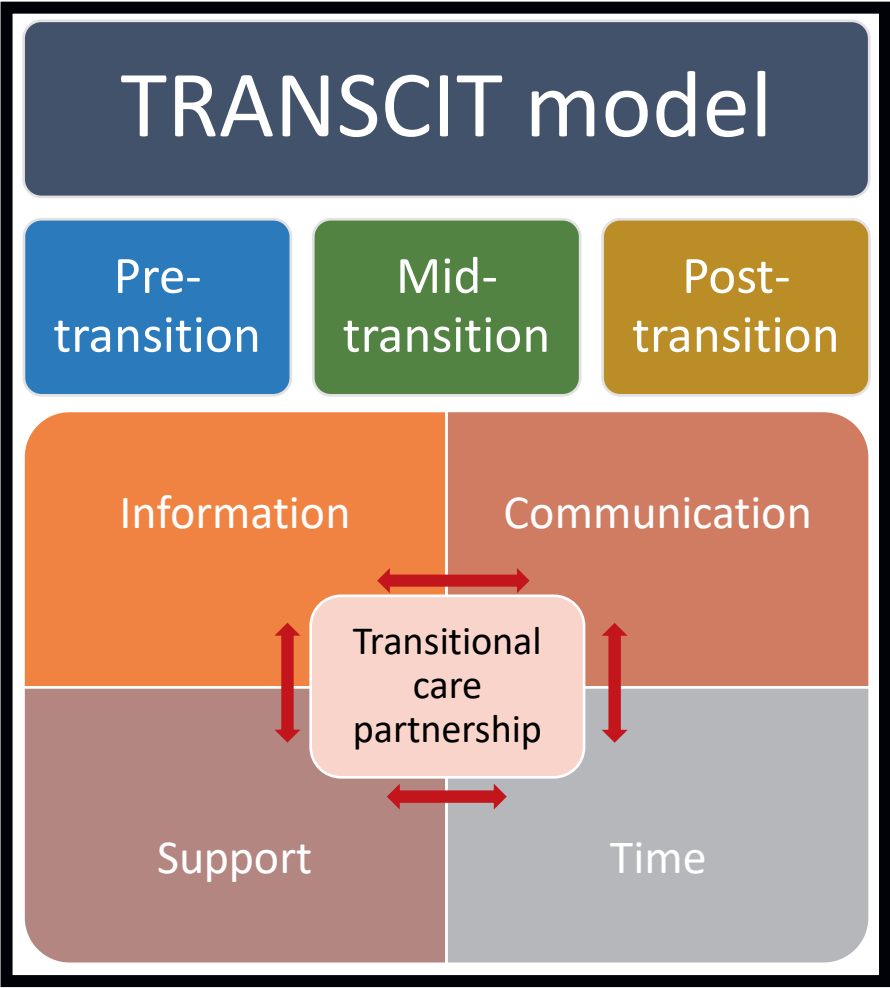 TRANSCIT model
Pre-
transition
Mid-
transition
Post-
transition
Information
Communication
Transitional
care
partnership
Support
Time